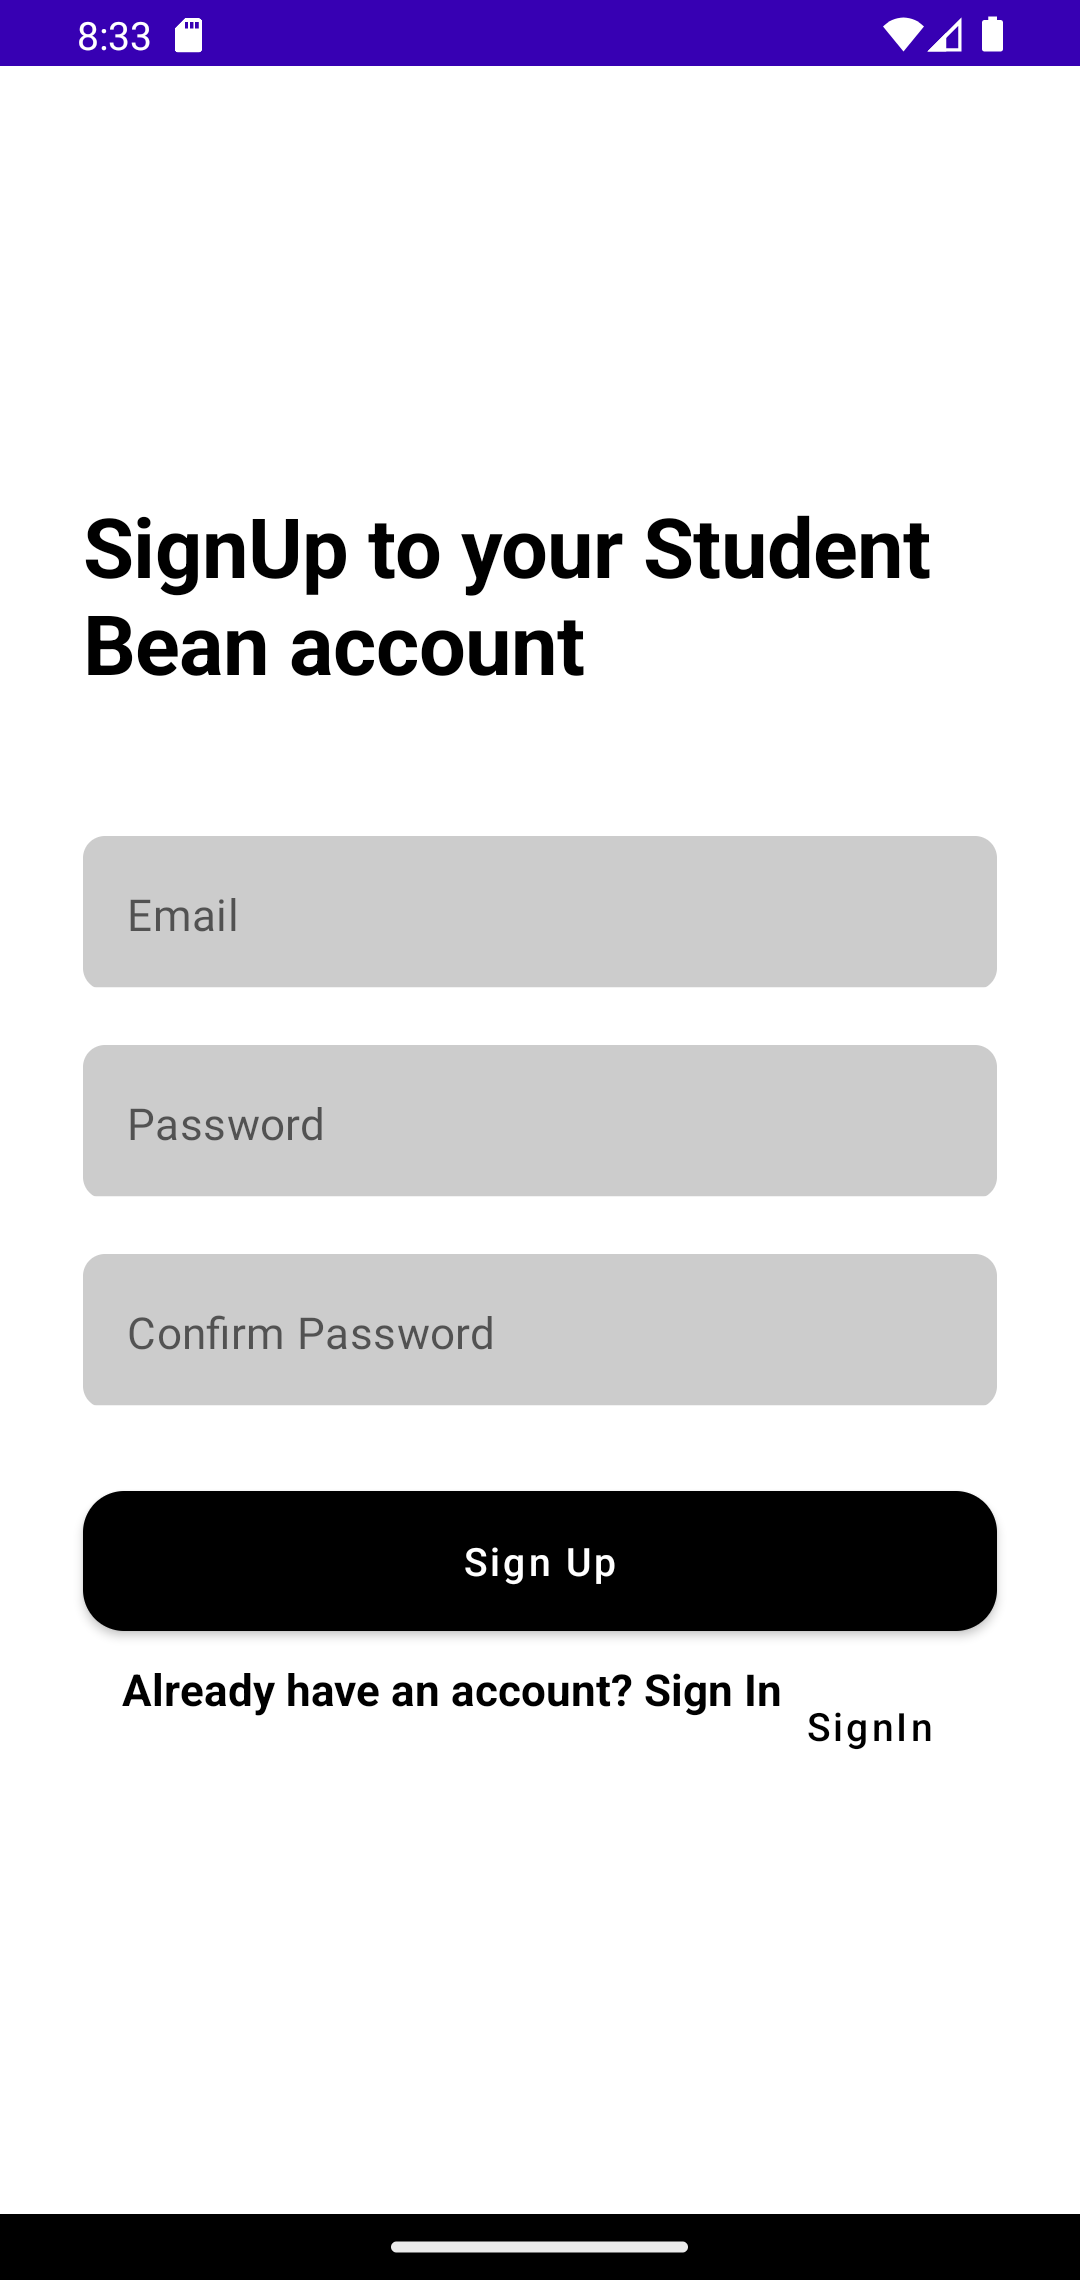 8:33
SignUp to your Student
Bean account
Email
Password
Confirm Password
Sign Up
Already have an account? Sign In
SignIn